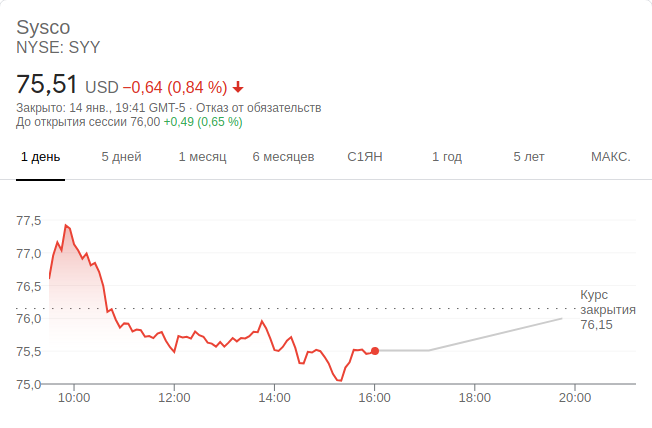 Sysco
NYSE: SYY
75,51 USD −0,64 (0,84 %)
Закрыто: 14 янв., 19:41 GMT-5 · Отказ от обязательств
До открытия сессии 76,00 +0,49 (0,65 %)
1 день 5 дней 1 месяц 6 месяцев С1ЯН 1 год 5 лет МАКС.
77,5
77,0
76,5
76,0
75,5
75,0
Курс
закрытия
76,15
10:00 12:00 14:00 16:00 18:00 20:00